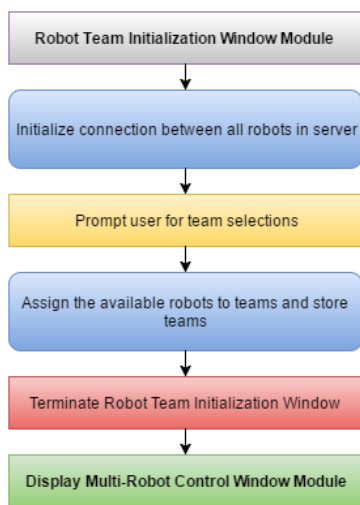 Robot Team Initialization Window Module
Initialize connection between all robots in server
Prompt user for team selections
Assign the available robots to teams and store
teams
Terminate Robot Team Initialization Window
Display Multi-Robot Control Window Module